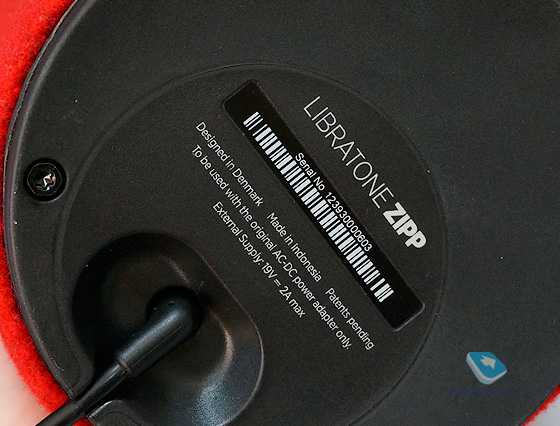 LIBRATONE ZIPP
Serial No 123930000603
Designed in Denmark Made in Indonesia Patents pending
To be used with the original AC-DC power adapter only.
External Supply: 19V = 2A max